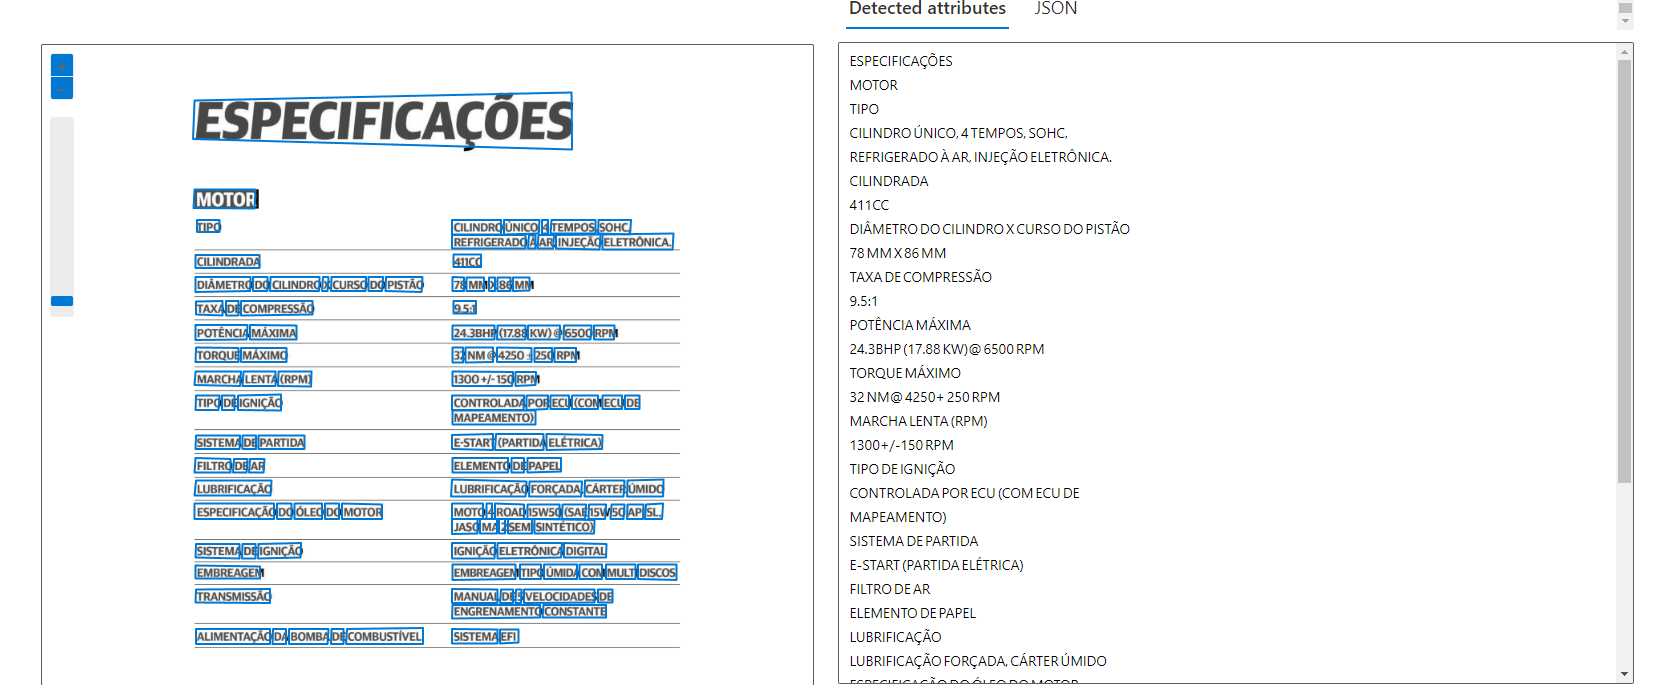 Detected attributes
JSON
ESPECIFICAÇÕES
MOTOR
TIPO
CILINDRO ÚNICO, 4 TEMPOS, SOHC,
REFRIGERADO À AR, INJEÇÃO ELETRÔNICA.
CILINDRADA
411CC
DIÂMETRO DO CILINDRO X CURSO DO PISTÃO
78 MM X 86 MM
TAXA DE COMPRESSÃO
9.5:1
POTÊNCIA MÁXIMA
24.3BHP (17.88 KW) @ 6500 RPM
TORQUE MÁXIMO
32 NM @ 4250 ± 250 RPM
MARCHA LENTA (RPM)
1300 +/- 150 RPM
TIPO DE IGNIÇÃO
CONTROLADA POR ECU (COM ECU DE
MAPEAMENTO)
SISTEMA DE PARTIDA
E-START (PARTIDA ELÉTRICA)
FILTRO DE AR
ELEMENTO DE PAPEL
LUBRIFICAÇÃO
LUBRIFICAÇÃO FORÇADA, CÁRTER ÚMIDO
ESPECIFICAÇÃO DO ÓLEO DO MOTOR
MOTO 4 ROAD 15W50 (SAE 15W50 API SL,
JASO MA 2 SEMI SINTÉTICO)
SISTEMA DE IGNIÇÃO
IGNIÇÃO ELETRÔNICA DIGITAL
EMBREAGEM
EMBREAGEM TIPO ÚMIDA COM MULTI DISCOS
TRANSMISSÃO
MANUAL DE 5 VELOCIDADES DE
ENGRENAMENTO CONSTANTE
ALIMENTAÇÃO DA BOMBA DE COMBUSTÍVEL
SISTEMA EFI
ESPECIFICAÇÕES
MOTOR
TIPO
CILINDRO ÚNICO, 4 TEMPOS, SOHC,
REFRIGERADO À AR, INJEÇÃO ELETRÔNICA.
CILINDRADA
411CC
DIÂMETRO DO CILINDRO X CURSO DO PISTÃO
78 MM X 86 MM
TAXA DE COMPRESSÃO
9.5:1
POTÊNCIA MÁXIMA
24.3BHP (17.88 KW)@ 6500 RPM
TORQUE MÁXIMO
32 NM@ 4250+ 250 RPM
MARCHA LENTA (RPM)
1300+/-150 RPM
TIPO DE IGNIÇÃO
CONTROLADA POR ECU (COM ECU DE
MAPEAMENTO)
SISTEMA DE PARTIDA
E-START (PARTIDA ELÉTRICA)
FILTRO DE AR
ELEMENTO DE PAPEL
LUBRIFICAÇÃO
LUBRIFICAÇÃO FORÇADA, CÁRTER ÚMIDO
ESPECIFICAÇÃO DO ÓLEO DO MOTOR